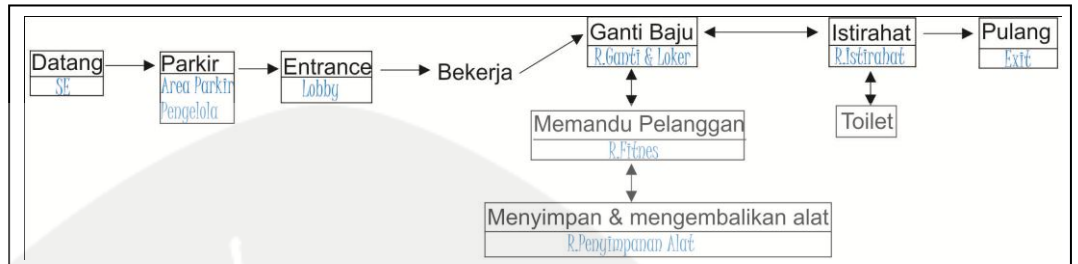 Datang
SE
Parkir
Area Parkir
Pengelola
Entrance
Lobby
Bekerja
Ganti Baju
R.Ganti & Loker
Istirahat
R.Istirahat
Pulang
Exit
Memandu Pelanggan
R.Fitnes
Toilet
Menyimpan & mengembalikan alat
R.Penyimpanan Alat